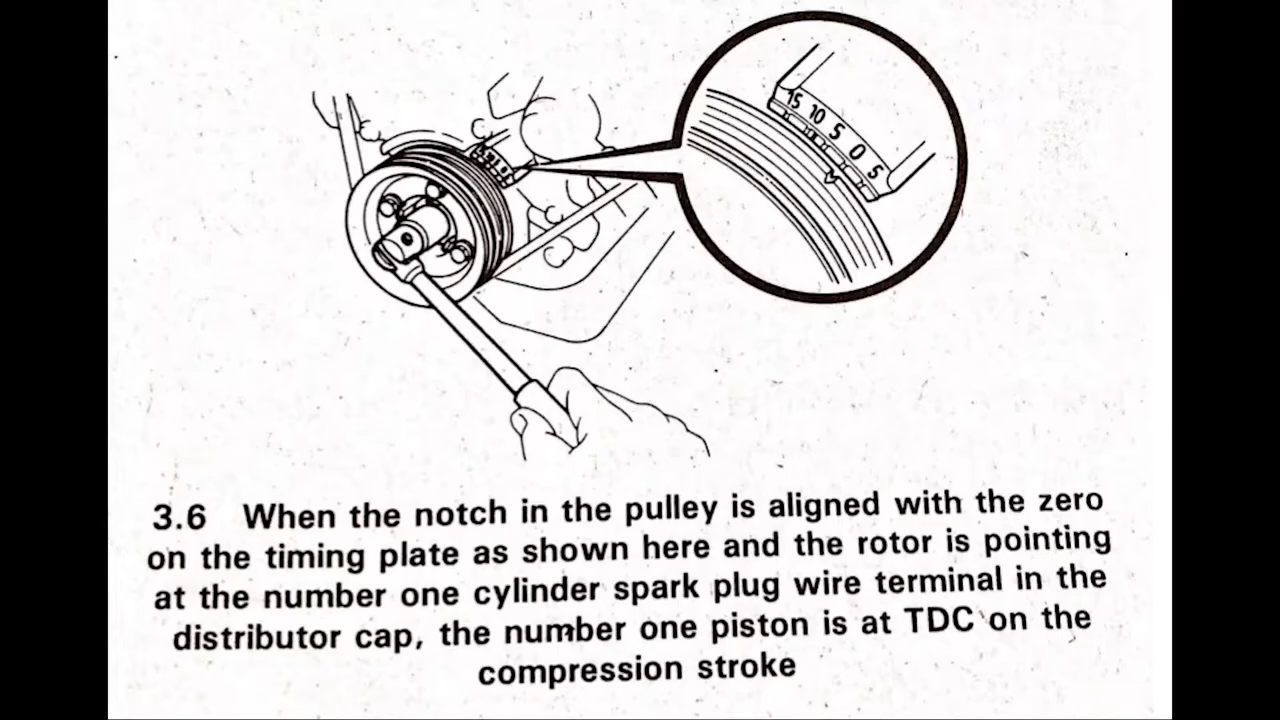 15 10 5 0 5
3.6 When the notch in the pulley is aligned with the zero
on the timing plate as shown here and the rotor is pointing
at the number one cylinder spark plug wire terminal in the
distributor cap, the number one piston is at TDC on the
compression stroke